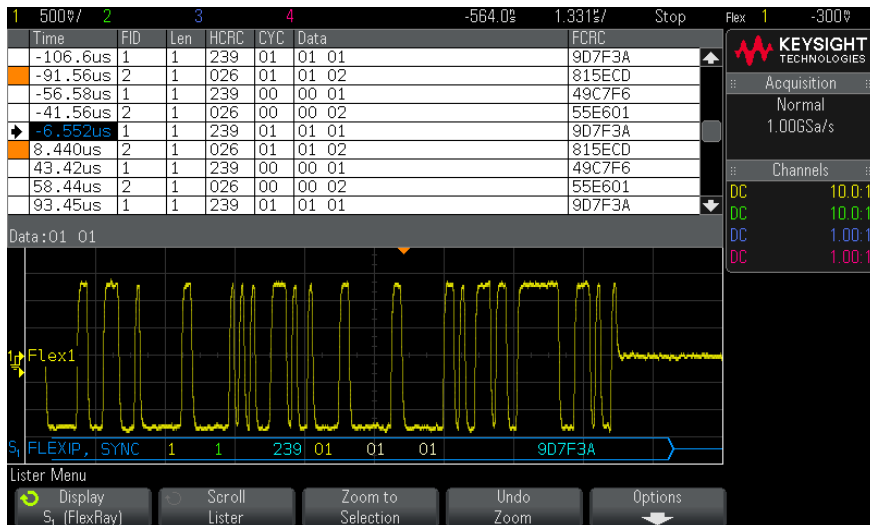 1 500▽/ 2 3 4 -564.0ns 1.331us/ Stop Flex 1 -300▽
Time FID Len HCRC CYC Data FCRC
-106.6us 1 1 239 01 01 01 9D7F3A
-91.56us 2 1 026 01 01 02 815ECD
-56.58us 1 1 239 00 00 01 49C7F6
-41.56us 2 1 026 00 00 02 55E601
-6.552us 1 1 239 01 01 01 9D7F3A
8.440us 2 1 026 01 01 02 815ECD
43.42us 1 1 239 00 00 01 49C7F6
58.44us 2 1 026 00 00 02 55E601
93.45us 1 1 239 01 01 01 9D7F3A
Data:01 01
KEYSIGHT
TECHNOLOGIES
Acquisition
Normal
1.00GSa/s
Channels
DC 10.0:1
DC 10.0:1
DC 1.00:1
DC 1.00:1
1 Flex1
S1 FLEXIP, SYNC 1 1 239 01 01 01 9D7F3A
Lister Menu
Display
S1 (FlexRay)
Scroll
Lister
Zoom to
Selection
Undo
Zoom
Options